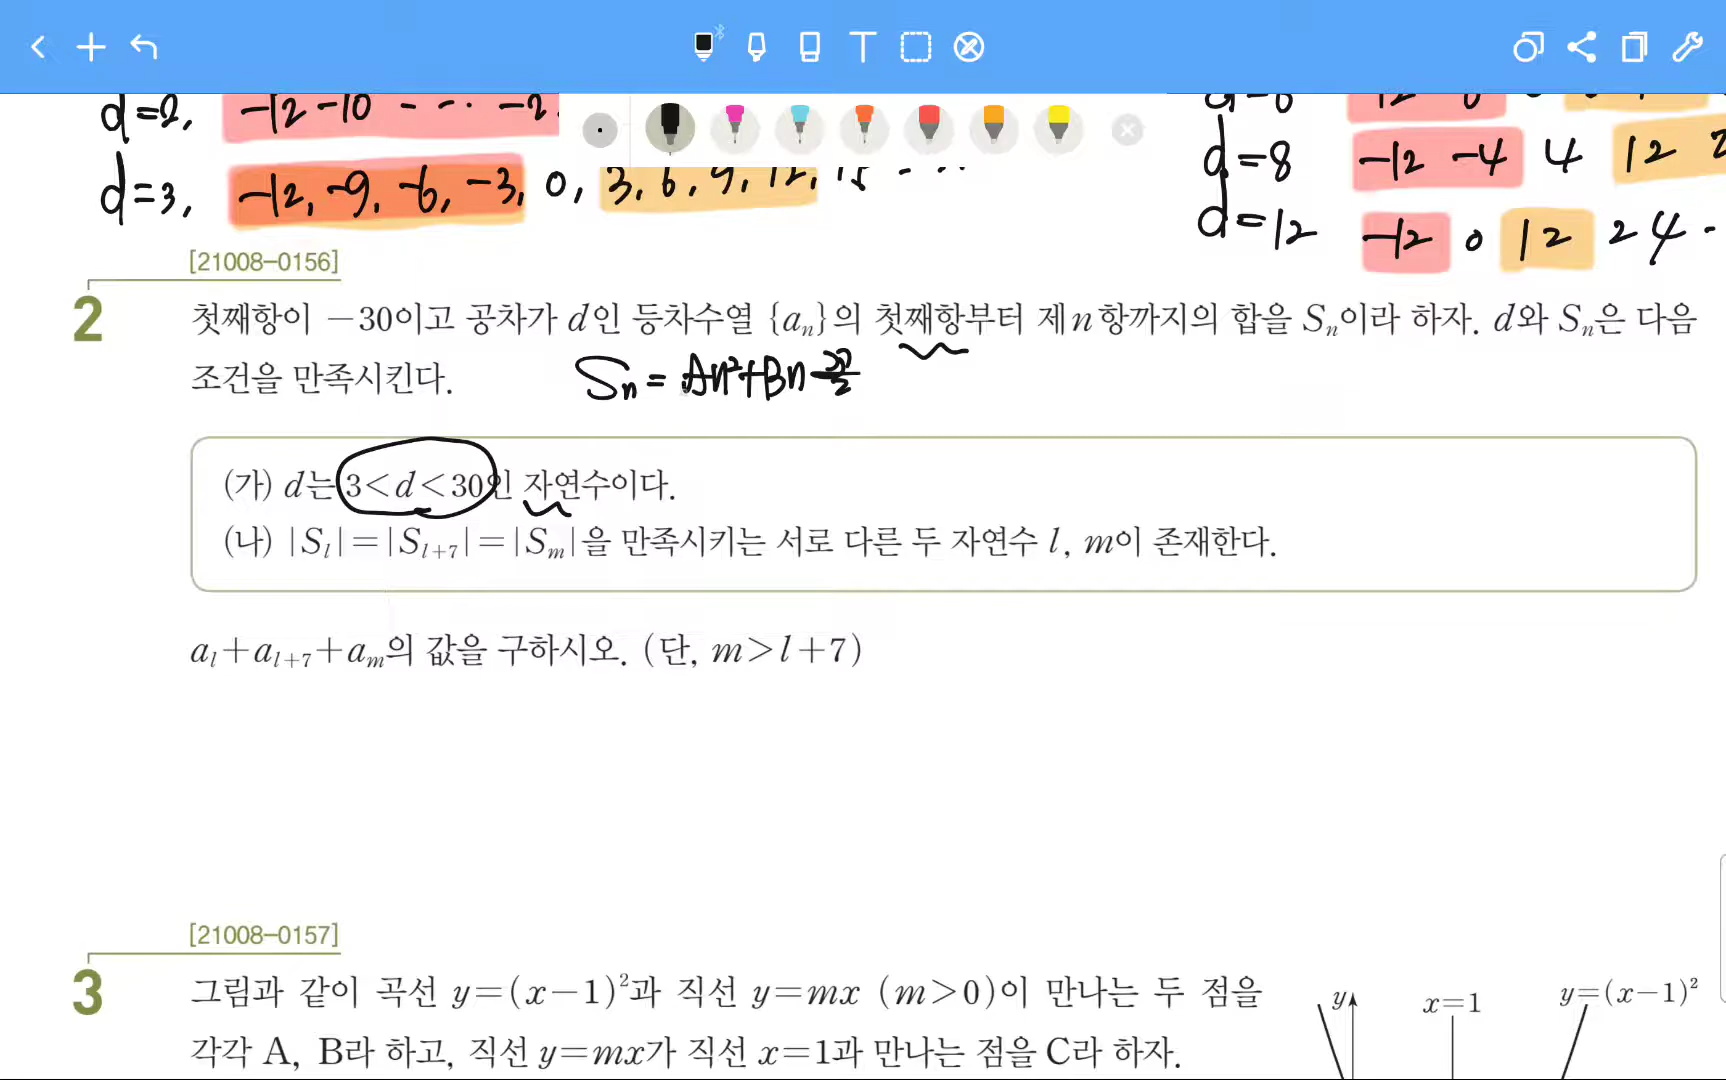 d=2, -12 -10 - -·· -2
d=3, -12, -9, -6, -3, 0, 3, 6, 9, 12, 15 - ··
d=8 -12 -4 4 12
d=12 -12 0 12 24 -
[21008-0156]
2 첫째항이 -30이고 공차가 d인 등차수열 {aₙ}의 첫째항부터 제n항까지의 합을 Sₙ이라 하자. d와 Sₙ은 다음
조건을 만족시킨다.
Sₙ = An²+Bn
(가) d는 3<d<30인 자연수이다.
(나) |S_l|=|S_{l+7}|=|S_m|을 만족시키는 서로 다른 두 자연수 l, m이 존재한다.
a_l+a_{l+7}+a_m의 값을 구하시오. (단, m>l+7)
[21008-0157]
3 그림과 같이 곡선 y=(x-1)²과 직선 y=mx (m>0)이 만나는 두 점을
각각 A, B라 하고, 직선 y=mx가 직선 x=1과 만나는 점을 C라 하자.
y x=1 y=(x-1)²